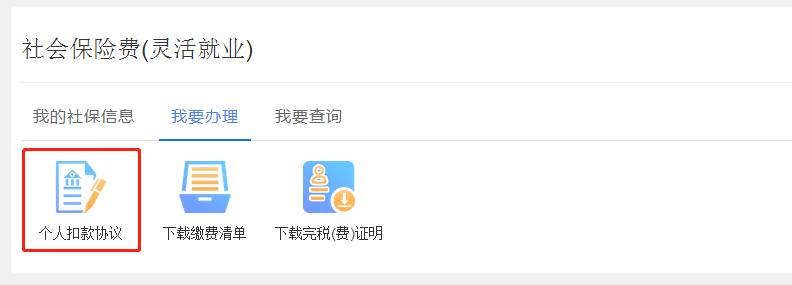 社会保险费(灵活就业)
我的社保信息 我要办理 我要查询
个人扣款协议 下载缴费清单 下载完税(费)证明